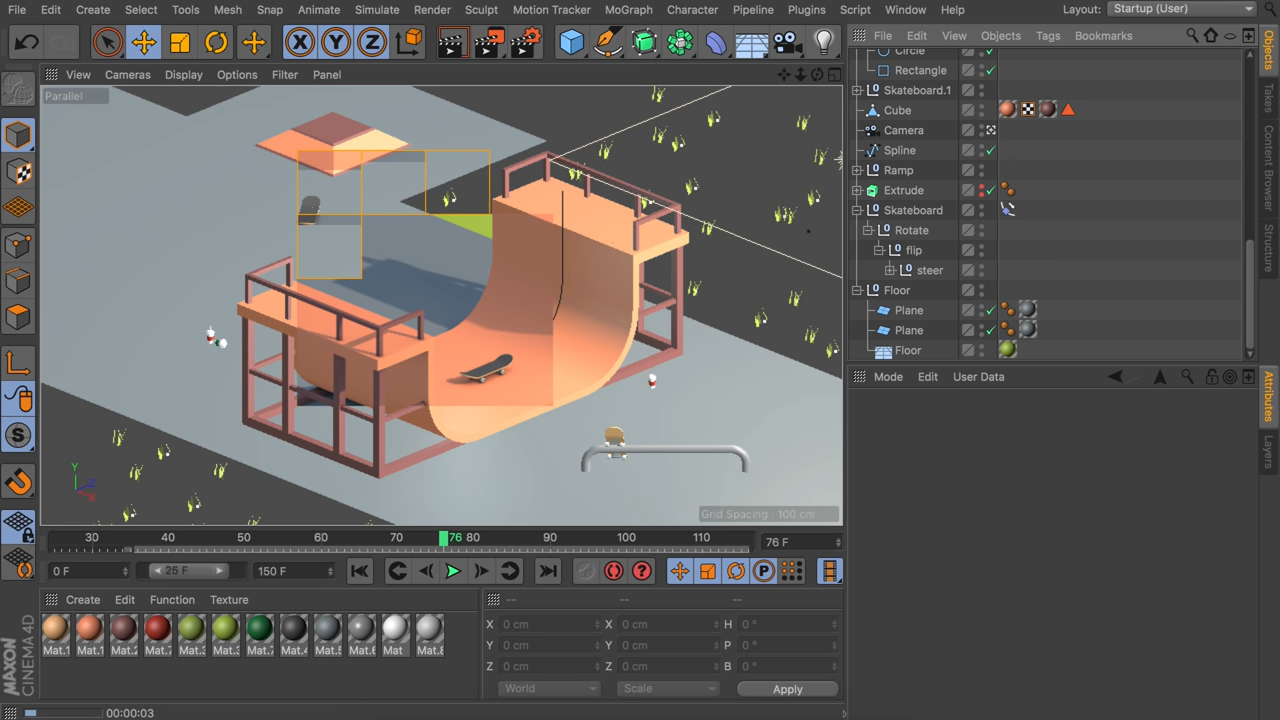 File Edit Create Select Tools Mesh Snap Animate Simulate Render Sculpt Motion Tracker MoGraph Character Pipeline Plugins Script Window Help Layout: Startup (User)
X Y Z
File Edit View Objects Tags Bookmarks
View Cameras Display Options Filter Panel
Parallel
Circle
Rectangle
Skateboard.1
Cube
Camera
Spline
Ramp
Extrude
Skateboard
Rotate
flip
steer
Floor
Plane
Plane
Floor
Objects
Takes
Content Browser
Structure
Mode Edit User Data
Attributes
Layers
S
Y
Z
X
Grid Spacing : 100 cm
30 40 50 60 70 76 80 90 100 110 76 F
0 F 25 F 150 F
P
Create Edit Function Texture
-- -- --
Mat.1 Mat.1 Mat.2 Mat.7 Mat.3 Mat.3 Mat.7 Mat.4 Mat.5 Mat.6 Mat Mat.8
X 0 cm X 0 cm H 0 °
Y 0 cm Y 0 cm P 0 °
Z 0 cm Z 0 cm B 0 °
World Scale Apply
MAXON
CINEMA 4D
00:00:03